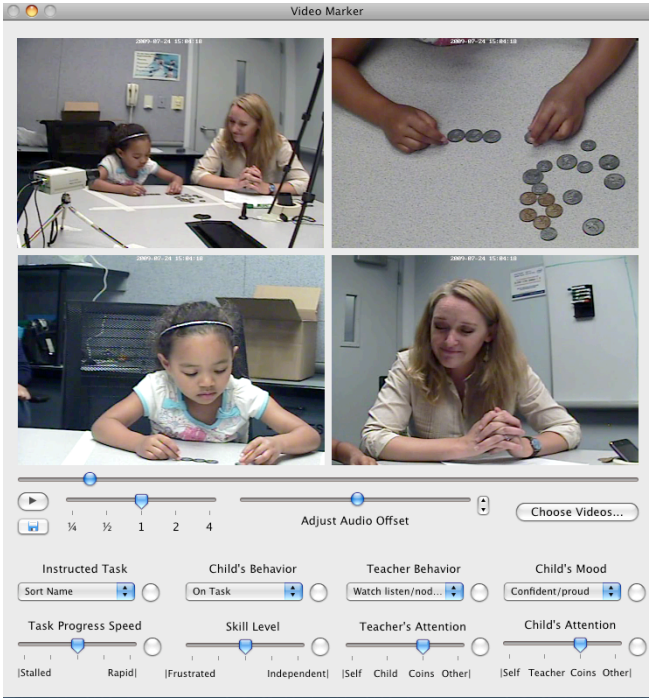 Video Marker
2009-07-24 15:04:18
2009-07-24 15:04:18
2009-07-24 15:04:18
2009-07-24 15:04:18
¼ ½ 1 2 4
Adjust Audio Offset
Choose Videos...
Instructed Task
Child's Behavior
Teacher Behavior
Child's Mood
Sort Name
On Task
Watch listen/nod...
Confident/proud
Task Progress Speed
Skill Level
Teacher's Attention
Child's Attention
|Stalled Rapid|
|Frustrated Independent|
|Self Child Coins Other|
|Self Teacher Coins Other|